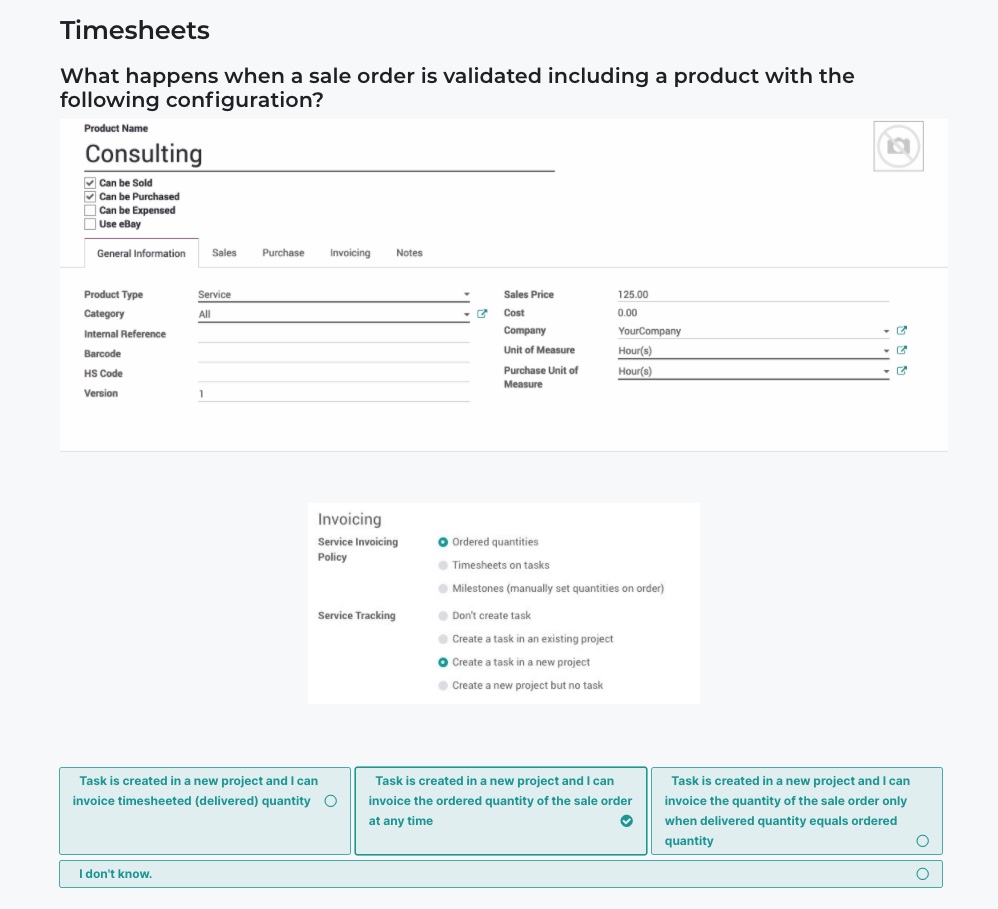 Timesheets
What happens when a sale order is validated including a product with the
following configuration?
Product Name
Consulting
Can be Sold
Can be Purchased
Can be Expensed
Use eBay
General Information Sales Purchase Invoicing Notes
Product Type Service
Category All
Internal Reference
Barcode
HS Code
Version 1
Sales Price 125.00
Cost 0.00
Company YourCompany
Unit of Measure Hour(s)
Purchase Unit of Hour(s)
Measure
Invoicing
Service Invoicing Ordered quantities
Policy
Timesheets on tasks
Milestones (manually set quantities on order)
Service Tracking Don't create task
Create a task in an existing project
Create a task in a new project
Create a new project but no task
Task is created in a new project and I can
invoice timesheeted (delivered) quantity
Task is created in a new project and I can
invoice the ordered quantity of the sale order
at any time
Task is created in a new project and I can
invoice the quantity of the sale order only
when delivered quantity equals ordered
quantity
I don't know.